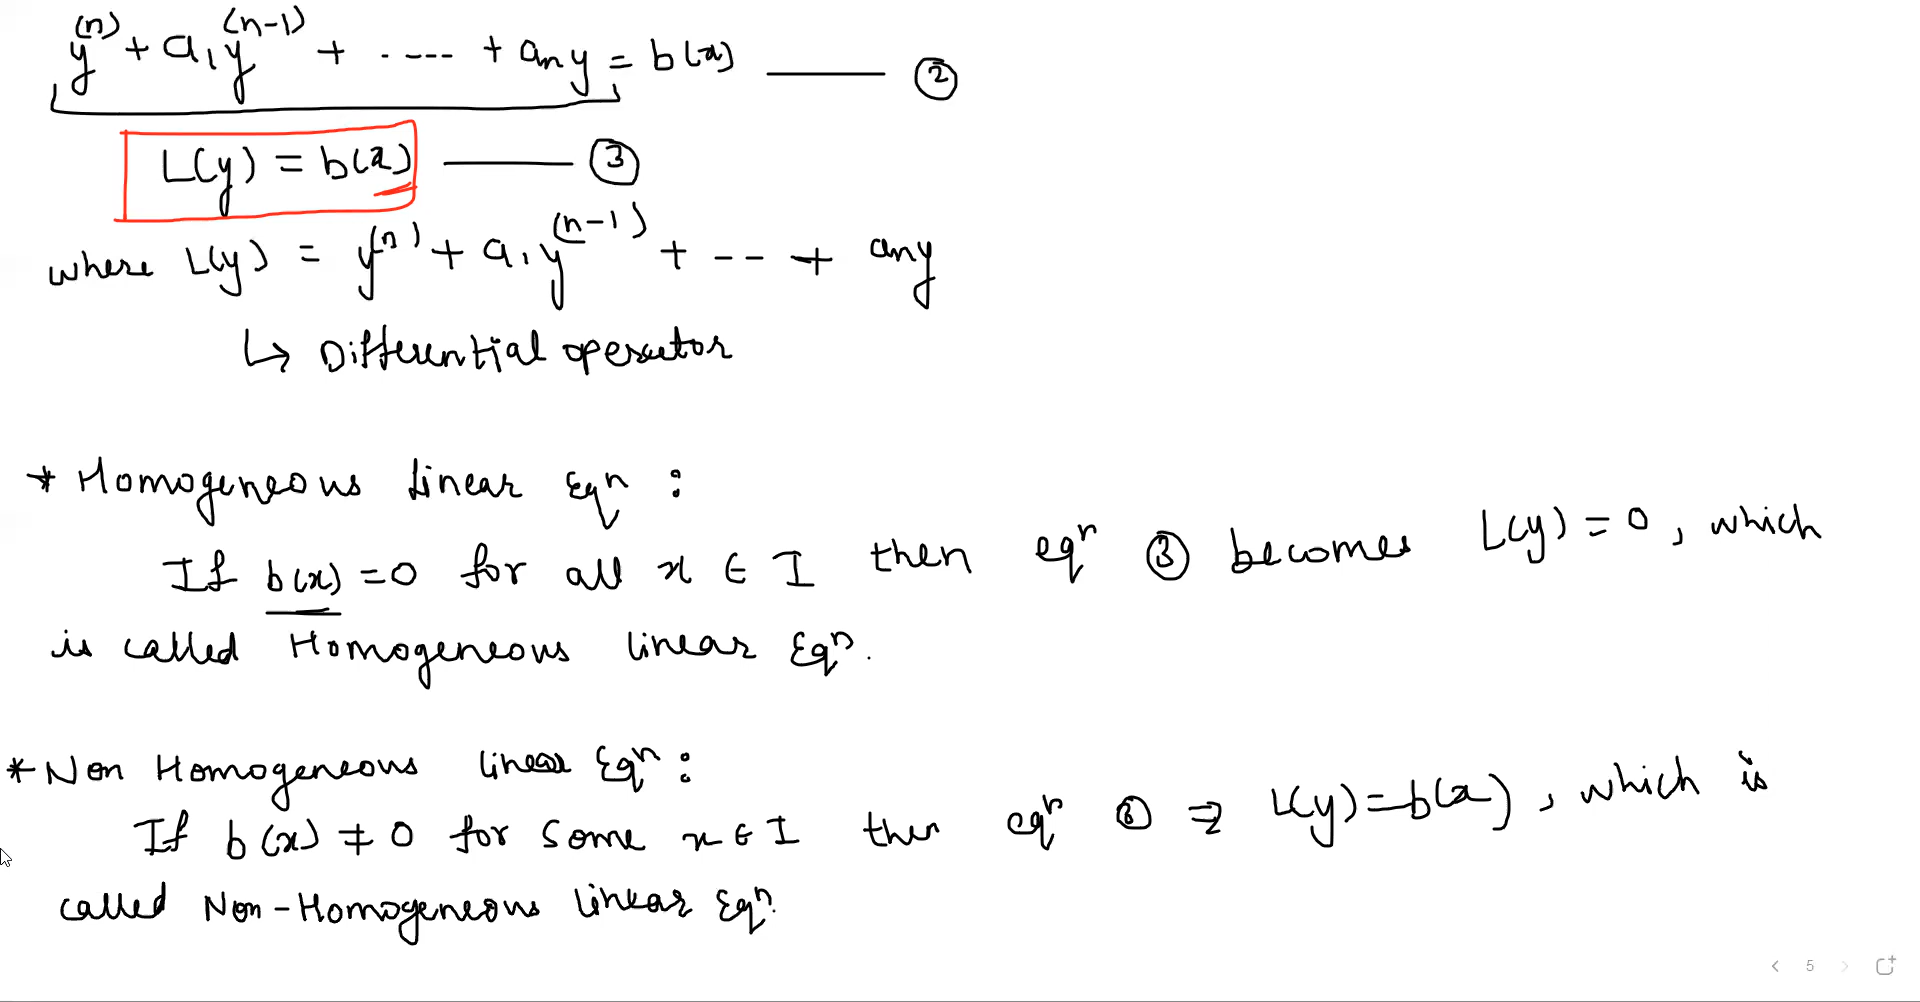 y⁽ⁿ⁾ + a₁y⁽ⁿ⁻¹⁾ + ..... + aₙy = b(x) ——— ②
L(y) = b(x) ——— ③
where L(y) = y⁽ⁿ⁾ + a₁y⁽ⁿ⁻¹⁾ + -- + aₙy
↳ Differential operator
* Homogeneous linear Eqⁿ :
If b(x) = 0 for all x ∈ I then eqⁿ ③ becomes L(y) = 0, which
is called Homogeneous linear Eqⁿ.
* Non Homogeneous linear Eqⁿ :
If b(x) ≠ 0 for some x ∈ I then eqⁿ ③ ⇒ L(y) = b(x), which is
called Non-Homogeneous linear Eqⁿ.
< 5 >